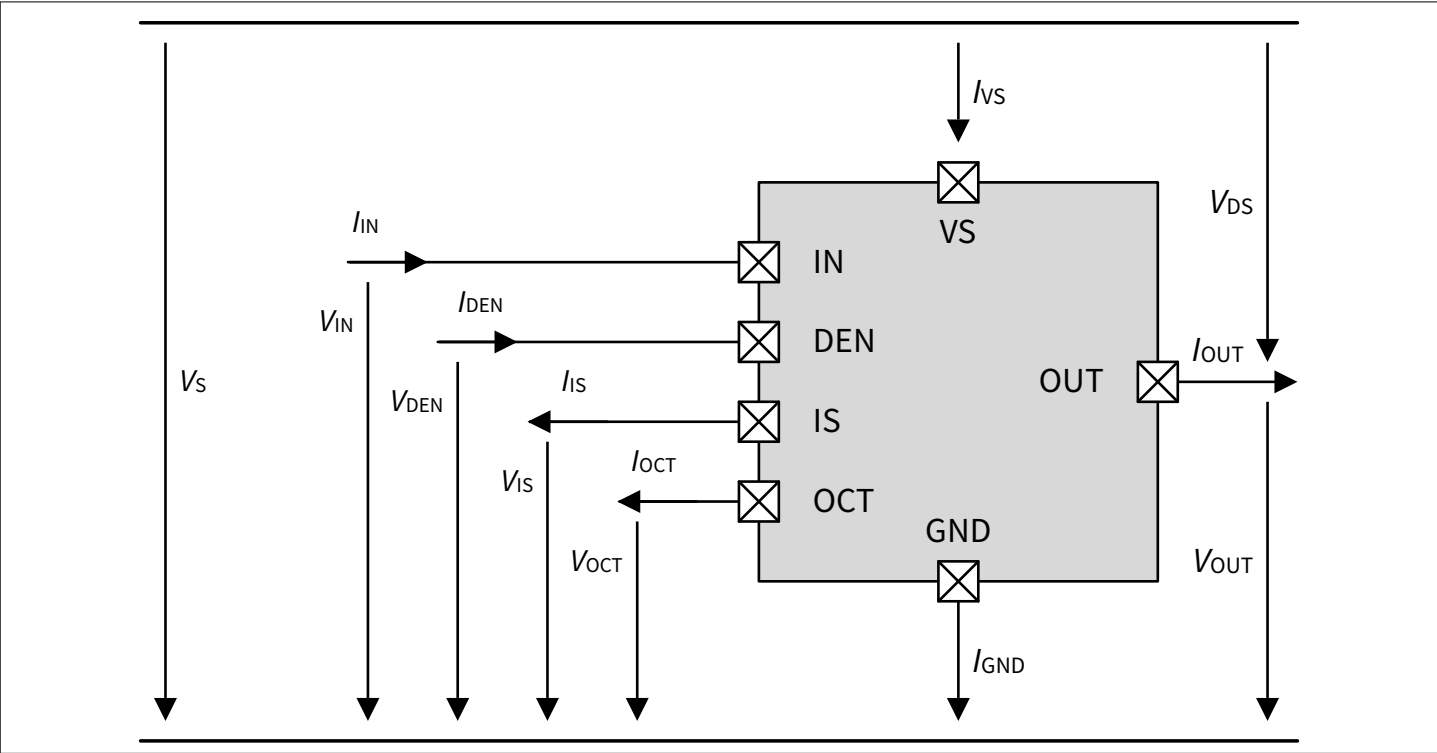 IVS
VDS
VS
IIN
IN
IDEN
VIN
DEN
IOUT
VS
IIS
OUT
VDEN
IS
IOCT
VIS
OCT
GND
VOCT
VOUT
IGND